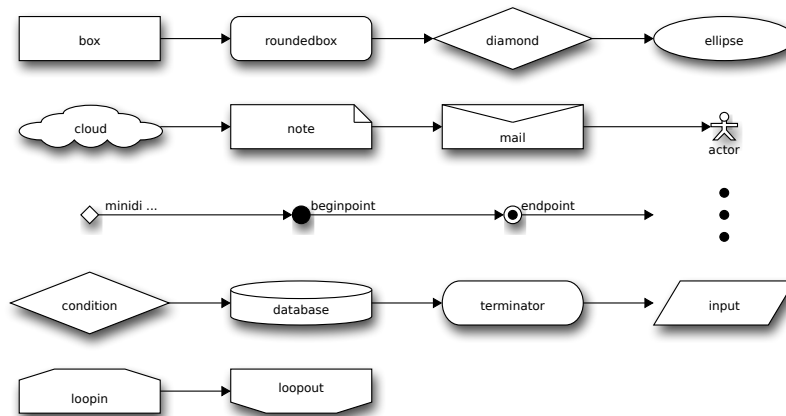 box
roundedbox
diamond
ellipse
cloud
note
mail
actor
minidi ...
beginpoint
endpoint
condition
database
terminator
input
loopin
loopout